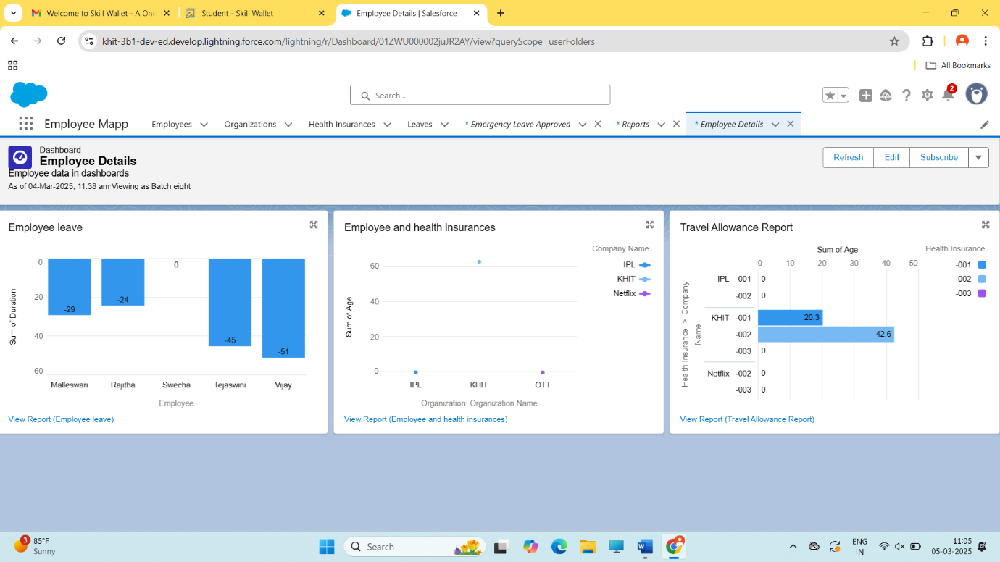 Welcome to Skill Wallet - A One
Student - Skill Wallet
Employee Details | Salesforce
khit-3b1-dev-ed.develop.lightning.force.com/lightning/r/Dashboard/01ZWU000002juJR2AY/view?queryScope=userFolders
All Bookmarks
Search...
2
Employee Mapp
Employees
Organizations
Health Insurances
Leaves
* Emergency Leave Approved
* Reports
* Employee Details
Dashboard
Employee Details
Employee data in dashboards
As of 04-Mar-2025, 11:38 am·Viewing as Batch eight
Refresh
Edit
Subscribe
Employee leave
Sum of Duration
0
-20
-40
-60
-29
-24
0
-45
-51
Malleswari
Rajitha
Swecha
Tejaswini
Vijay
Employee
View Report (Employee leave)
Employee and health insurances
Company Name
IPL
KHIT
Netflix
Sum of Age
60
40
20
0
IPL
KHIT
OTT
Organization: Organization Name
View Report (Employee and health insurances)
Travel Allowance Report
Sum of Age
Health Insurance
-001
-002
-003
0 10 20 30 40 50
Health Insurance > Company
Name
IPL -001 0
-002 0
KHIT -001 20.3
-002 42.6
-003 0
Netflix -002 0
-003 0
View Report (Travel Allowance Report)
3
85°F
Sunny
Search
ENG
IN
11:05
05-03-2025